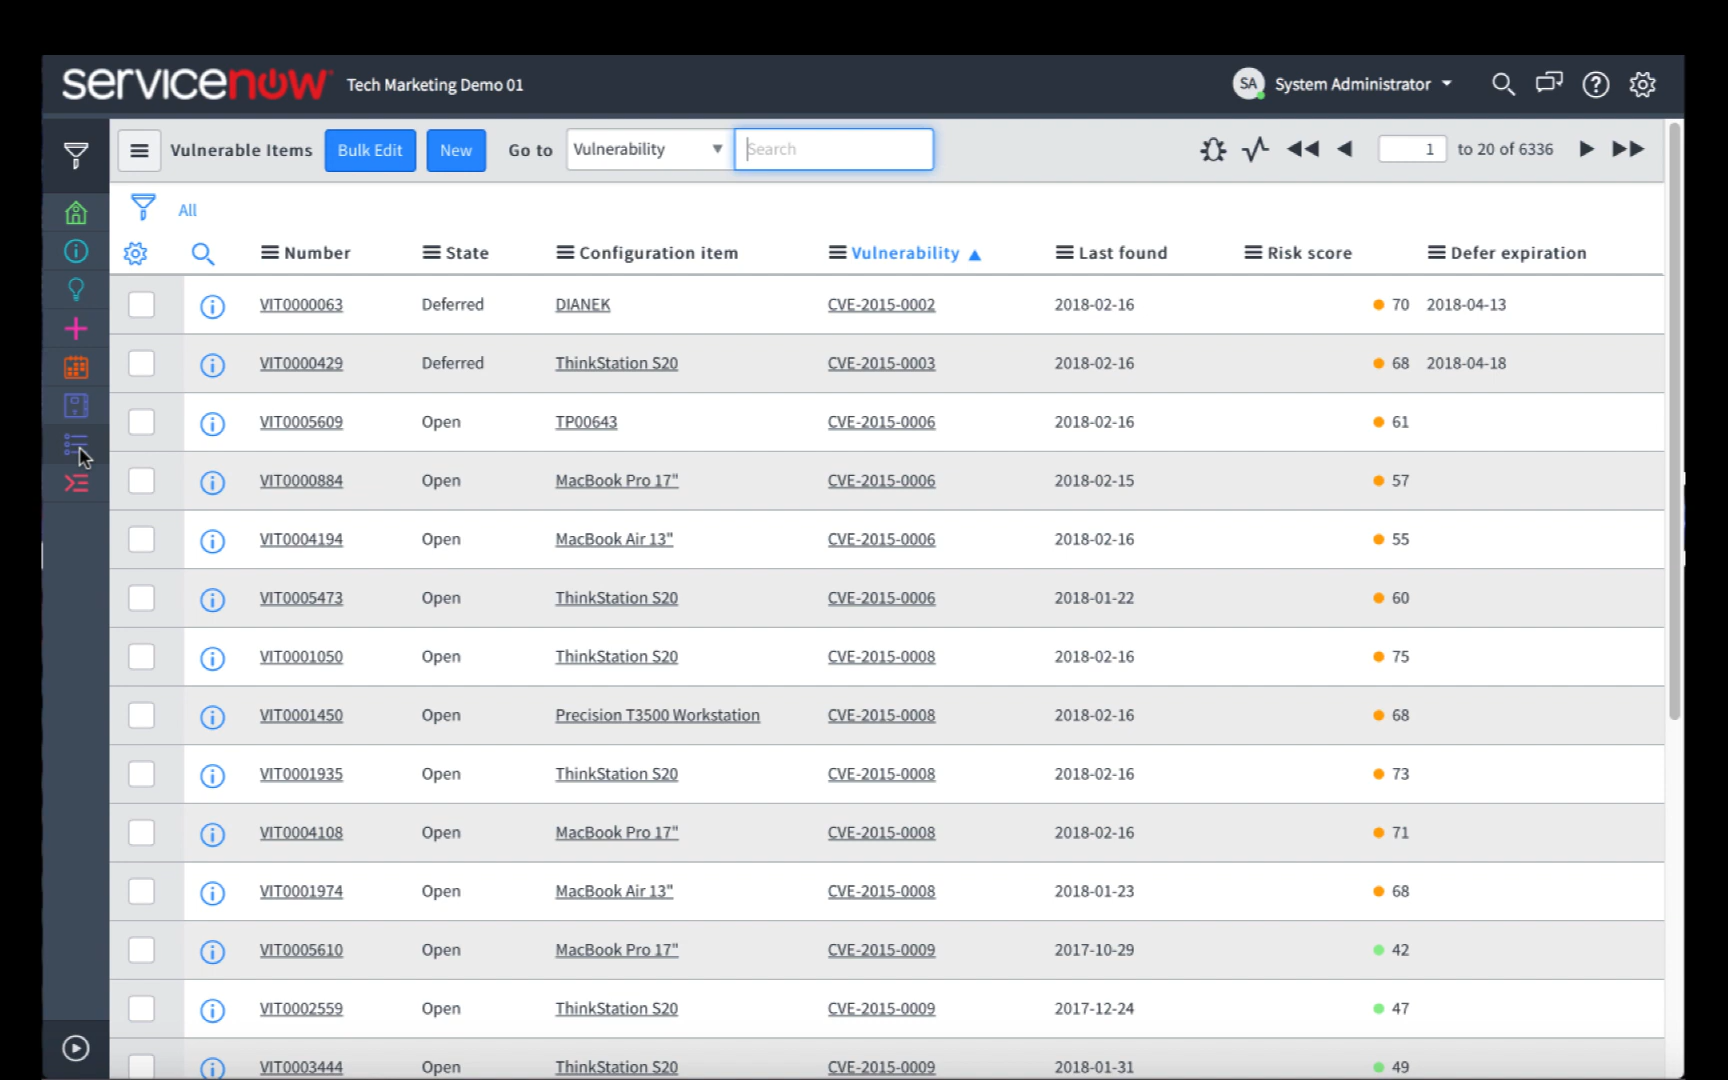 servicenow Tech Marketing Demo 01 SA System Administrator
Vulnerable Items Bulk Edit New Go to Vulnerability Search 1 to 20 of 6336
All
Number State Configuration item Vulnerability Last found Risk score Defer expiration
VIT0000063 Deferred DIANEK CVE-2015-0002 2018-02-16 70 2018-04-13
VIT0000429 Deferred ThinkStation S20 CVE-2015-0003 2018-02-16 68 2018-04-18
VIT0005609 Open TP00643 CVE-2015-0006 2018-02-16 61
VIT0000884 Open MacBook Pro 17" CVE-2015-0006 2018-02-15 57
VIT0004194 Open MacBook Air 13" CVE-2015-0006 2018-02-16 55
VIT0005473 Open ThinkStation S20 CVE-2015-0006 2018-01-22 60
VIT0001050 Open ThinkStation S20 CVE-2015-0008 2018-02-16 75
VIT0001450 Open Precision T3500 Workstation CVE-2015-0008 2018-02-16 68
VIT0001935 Open ThinkStation S20 CVE-2015-0008 2018-02-16 73
VIT0004108 Open MacBook Pro 17" CVE-2015-0008 2018-02-16 71
VIT0001974 Open MacBook Air 13" CVE-2015-0008 2018-01-23 68
VIT0005610 Open MacBook Pro 17" CVE-2015-0009 2017-10-29 42
VIT0002559 Open ThinkStation S20 CVE-2015-0009 2017-12-24 47
VIT0003444 Open ThinkStation S20 CVE-2015-0009 2018-01-31 49